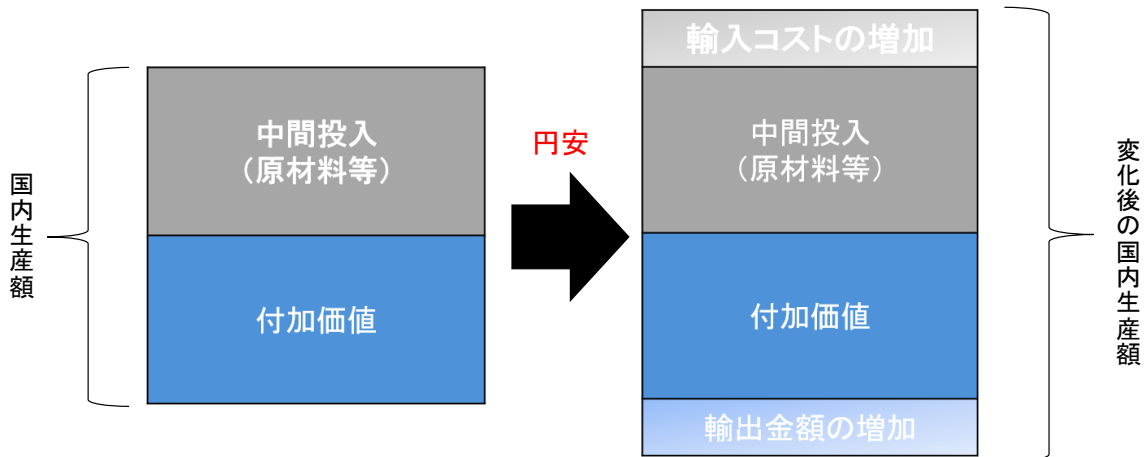 国内生産額
中間投入
（原材料等）
付加価値
円安
輸入コストの増加
中間投入
（原材料等）
付加価値
輸出金額の増加
変化後の国内生産額